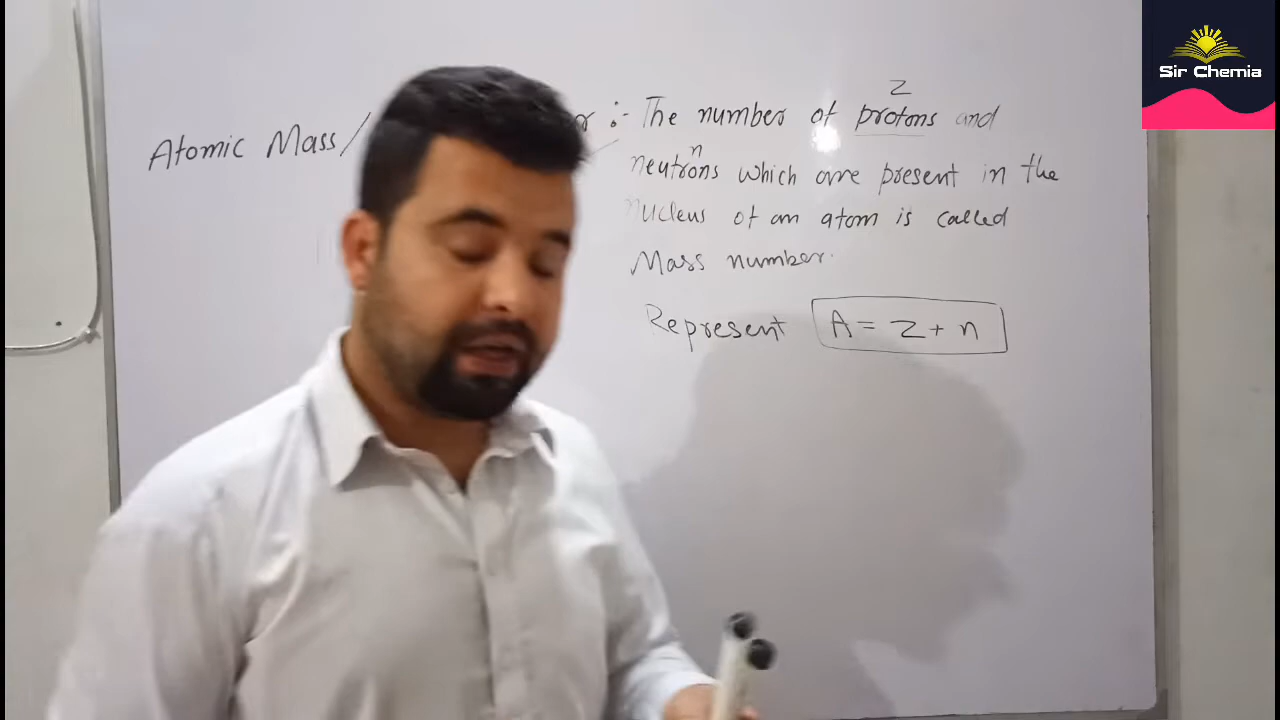 Z
Atomic Mass/ :- The number of protons and
n
neutrons which are present in the
nucleus of an atom is called
Mass number.
Represent A = Z + n
Sir Chemia